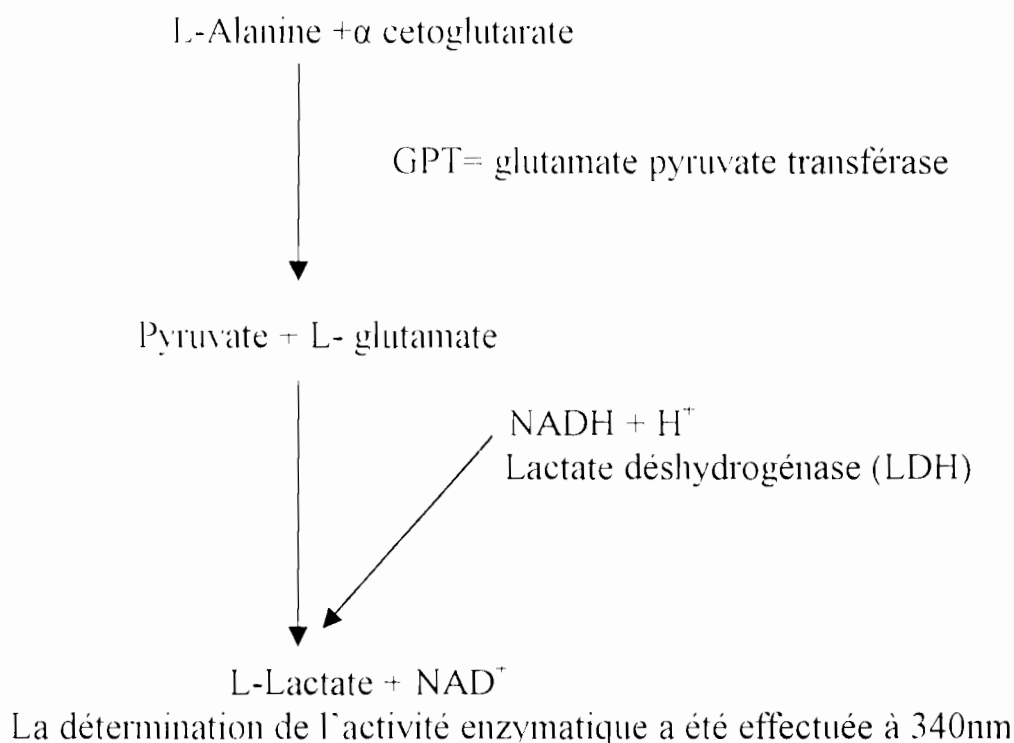 L-Alanine +α cetoglutarate
GPT= glutamate pyruvate transférase
Pyruvate + L- glutamate
NADH + H⁺
Lactate déshydrogénase (LDH)
L-Lactate + NAD⁺
La détermination de l'activité enzymatique a été effectuée à 340nm